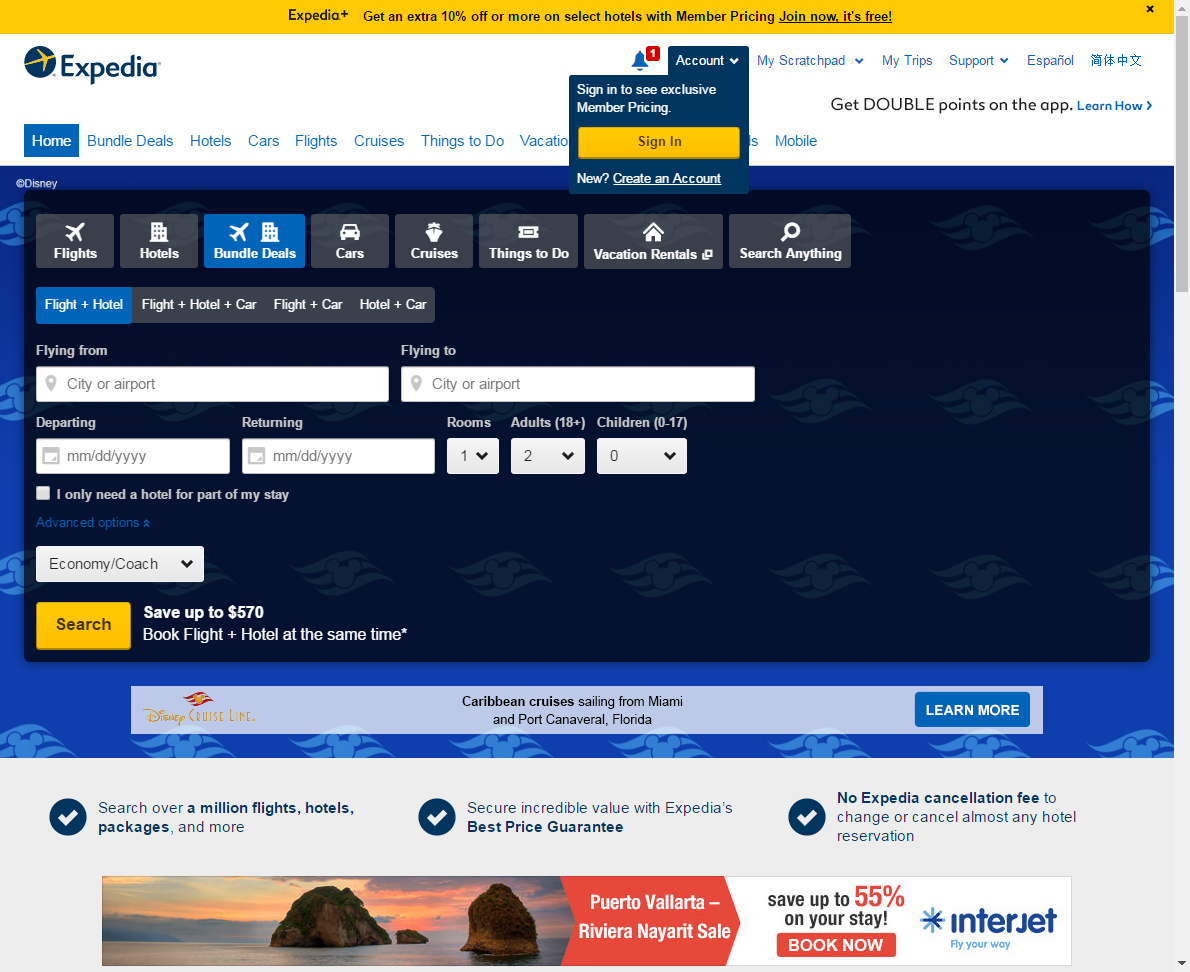 Expedia+ Get an extra 10% off or more on select hotels with Member Pricing Join now, it's free! ×
Expedia
1 Account My Scratchpad My Trips Support Español 简体中文
Sign in to see exclusive
Member Pricing.
Get DOUBLE points on the app. Learn How ›
Sign In
New? Create an Account
Home Bundle Deals Hotels Cars Flights Cruises Things to Do Vacatio ls Mobile
©Disney
Flights Hotels Bundle Deals Cars Cruises Things to Do Vacation Rentals Search Anything
Flight + Hotel Flight + Hotel + Car Flight + Car Hotel + Car
Flying from Flying to
City or airport City or airport
Departing Returning Rooms Adults (18+) Children (0-17)
mm/dd/yyyy mm/dd/yyyy 1 2 0
I only need a hotel for part of my stay
Advanced options
Economy/Coach
Search
Save up to $570
Book Flight + Hotel at the same time*
Disney Cruise Line.
Caribbean cruises sailing from Miami
and Port Canaveral, Florida
LEARN MORE
Search over a million flights, hotels,
packages, and more
Secure incredible value with Expedia's
Best Price Guarantee
No Expedia cancellation fee to
change or cancel almost any hotel
reservation
Puerto Vallarta –
Riviera Nayarit Sale
save up to 55%
on your stay!
BOOK NOW
interjet
Fly your way